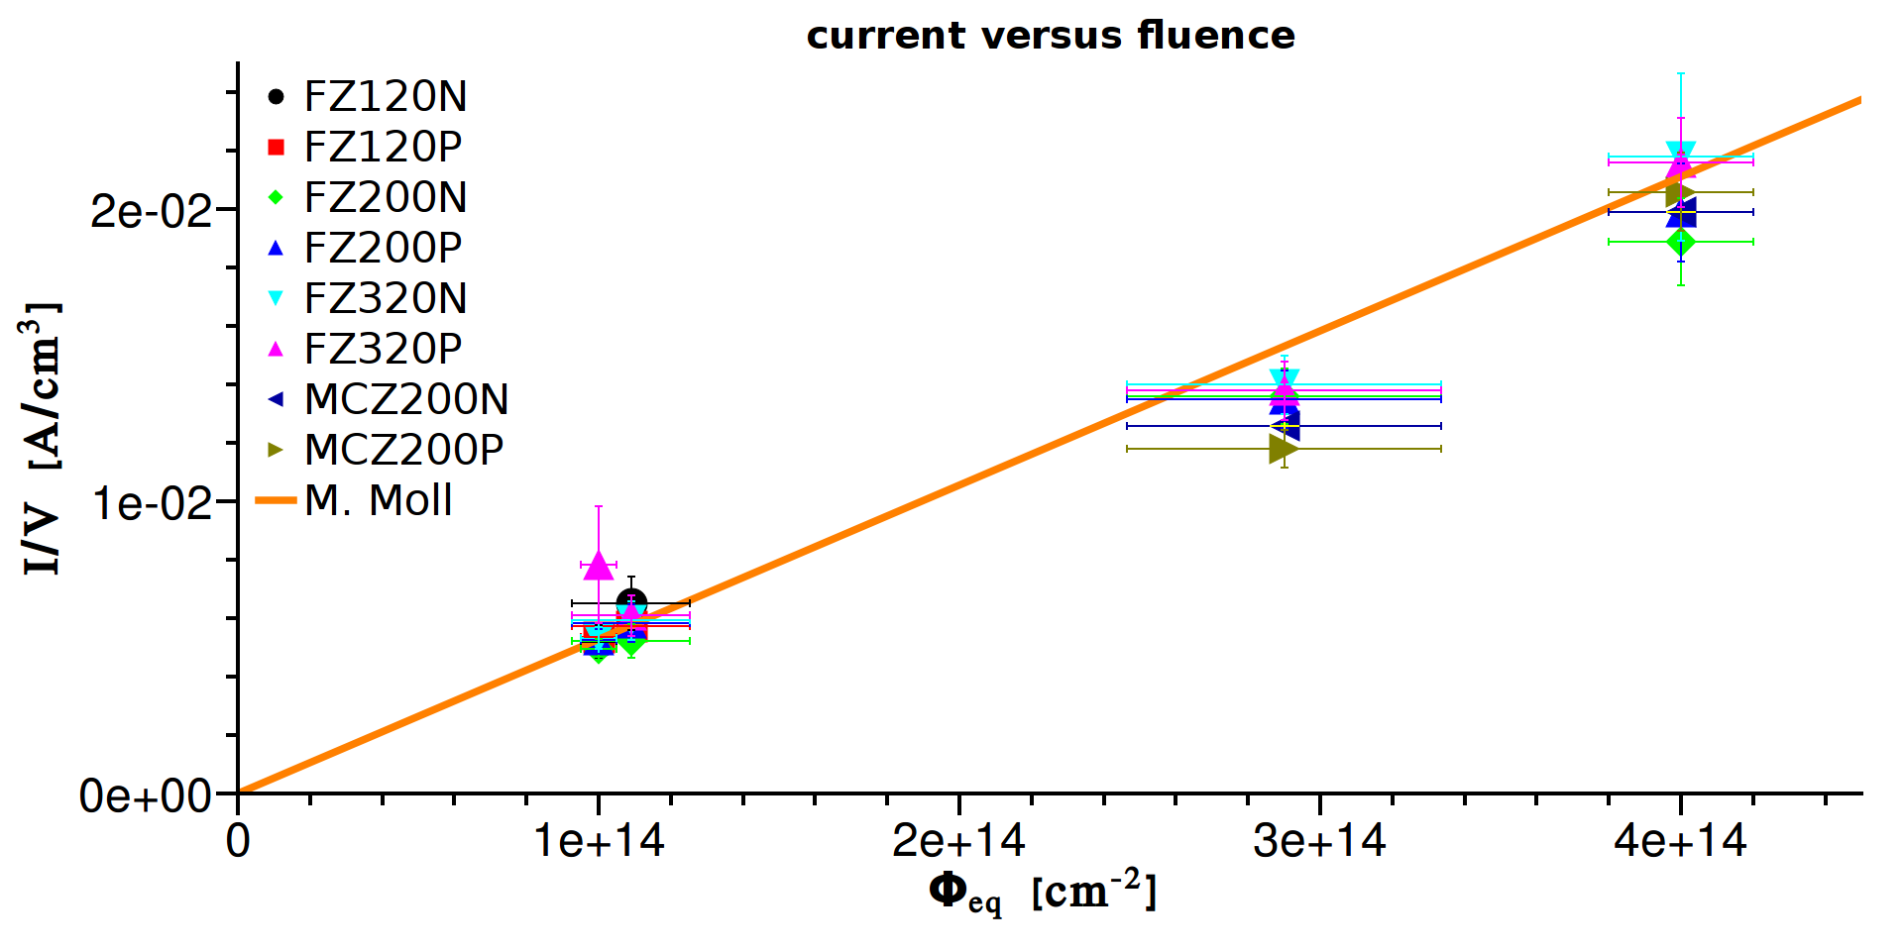 current versus fluence
FZ120N
FZ120P
FZ200N
FZ200P
FZ320N
FZ320P
MCZ200N
MCZ200P
M. Moll
I/V [A/cm³]
2e-02
1e-02
0e+00
0 1e+14 2e+14 3e+14 4e+14
Φeq [cm⁻²]